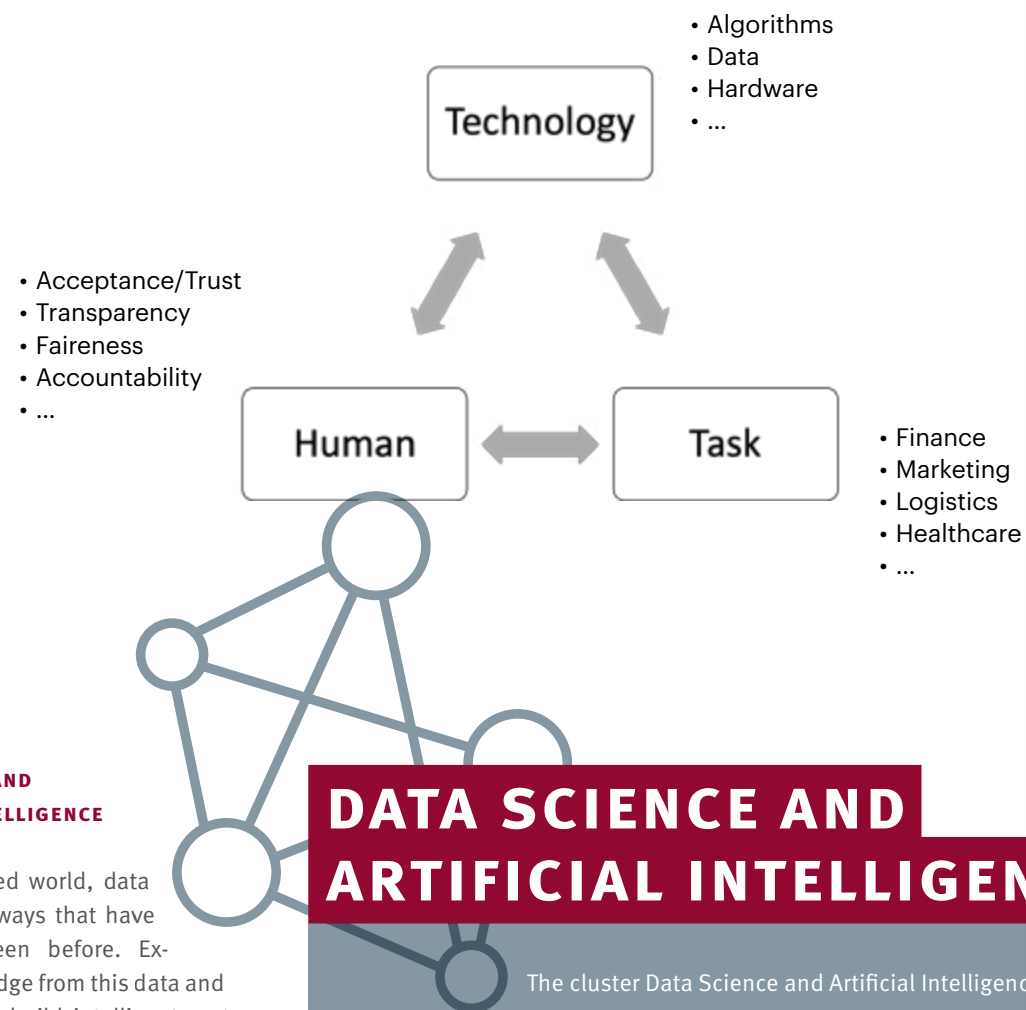 • Algorithms
• Data
• Hardware
• ...
Technology
• Acceptance/Trust
• Transparency
• Faireness
• Accountability
• ...
Human
Task
• Finance
• Marketing
• Logistics
• Healthcare
• ...
AND
ELLIGENCE
ed world, data
ways that have
een before. Ex-
dge from this data and
DATA SCIENCE AND
ARTIFICIAL INTELLIGEN
The cluster Data Science and Artificial Intelligenc